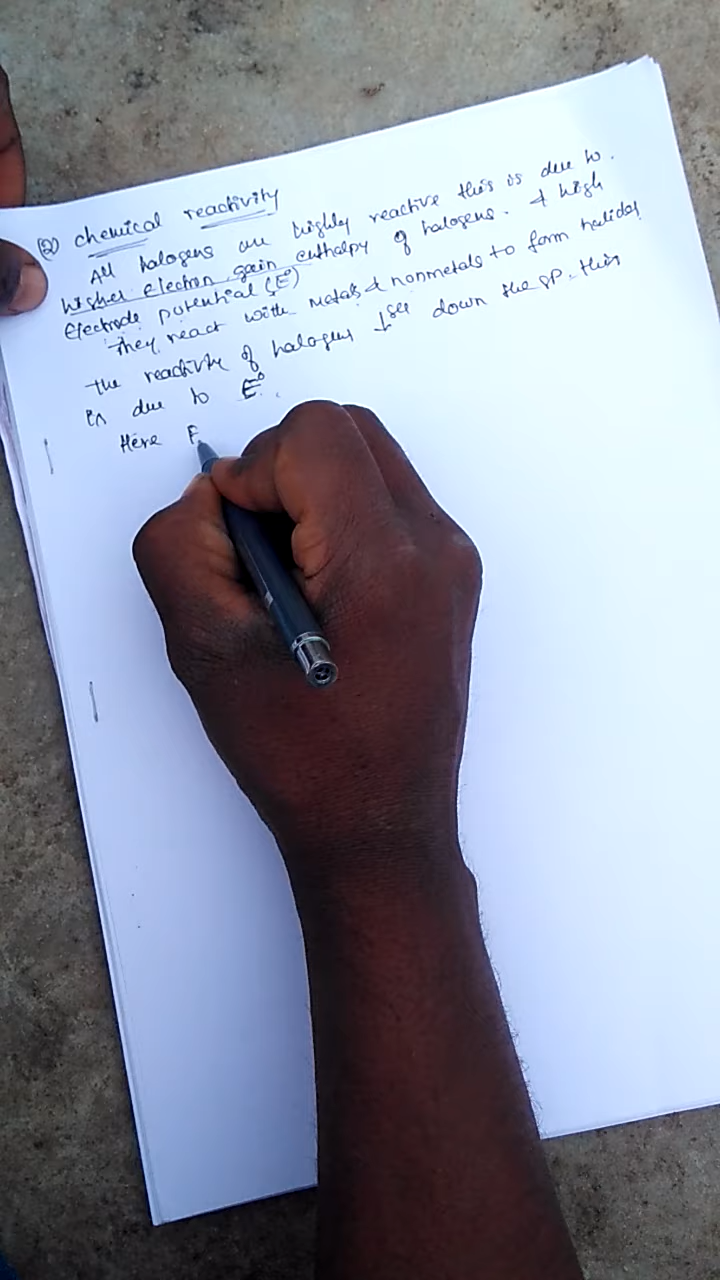 (2) chemical reactivity
All halogens are highly reactive this is due to.
higher electron gain enthalpy of halogens. & high
electrode potential (E°)
They react with metals & nonmetals to form halides
the reactivity of halogens ↓ses down the gp. this
is due to E°.
Here F